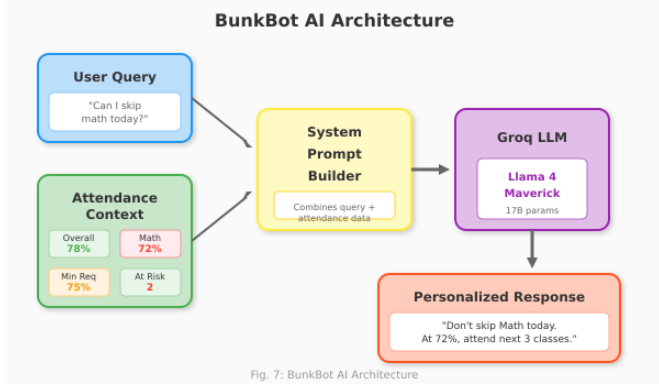 BunkBot AI Architecture
User Query
"Can I skip
math today?"
Attendance
Context
Overall
78%
Math
72%
Min Req
75%
At Risk
2
System
Prompt
Builder
Combines query +
attendance data
Groq LLM
Llama 4
Maverick
17B params
Personalized Response
"Don't skip Math today.
At 72%, attend next 3 classes."
Fig. 7: BunkBot AI Architecture